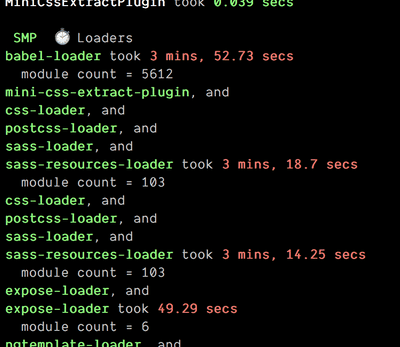 MiniCssExtractPlugin took 0.039 secs
SMP ⏱ Loaders
babel-loader took 3 mins, 52.73 secs
module count = 5612
mini-css-extract-plugin, and
css-loader, and
postcss-loader, and
sass-loader, and
sass-resources-loader took 3 mins, 18.7 secs
module count = 103
css-loader, and
postcss-loader, and
sass-loader, and
sass-resources-loader took 3 mins, 14.25 secs
module count = 103
expose-loader, and
expose-loader took 49.29 secs
module count = 6
ngtemplate-loader, and